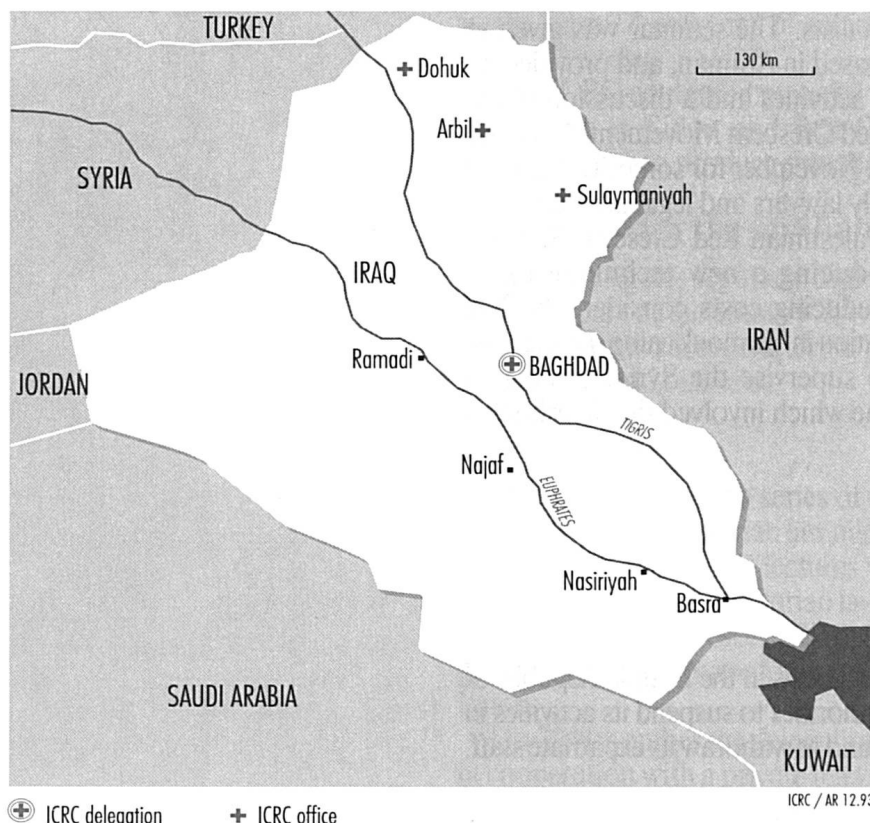 TURKEY
Dohuk
130 km
Arbil
SYRIA
Sulaymaniyah
IRAQ
IRAN
Ramadi
BAGHDAD
JORDAN
TIGRIS
Najaf
EUPHRATES
Nasiriyah
Basra
SAUDI ARABIA
KUWAIT
ICRC / AR 12.93
ICRC delegation
ICRC office